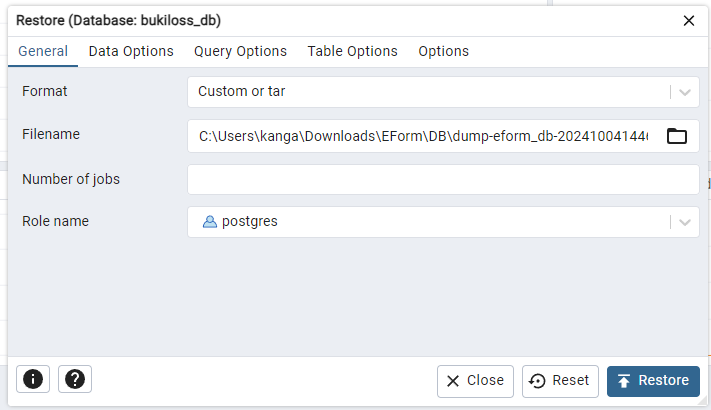 Restore (Database: bukiloss_db)
General Data Options Query Options Table Options Options
Format Custom or tar
Filename C:\Users\kanga\Downloads\EForm\DB\dump-eform_db-20241004144
Number of jobs
Role name postgres
Close Reset Restore